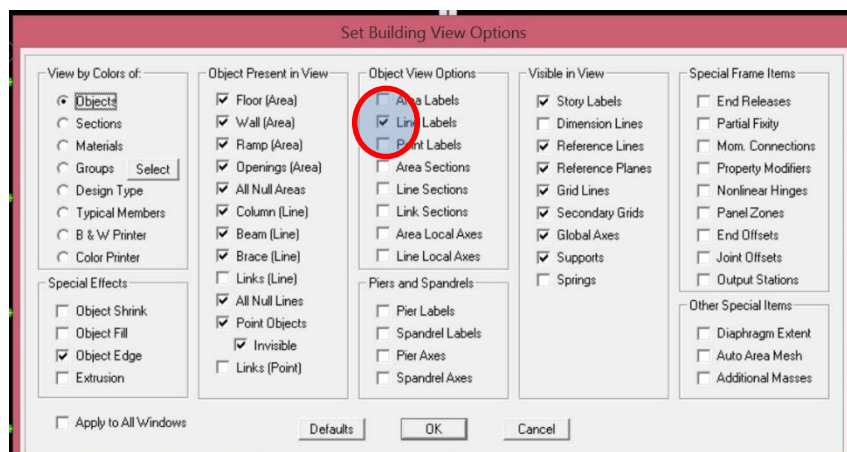 Set Building View Options
View by Colors of:
Objects
Sections
Materials
Groups
Select
Design Type
Typical Members
B & W Printer
Color Printer
Special Effects
Object Shrink
Object Fill
Object Edge
Extrusion
Apply to All Windows
Object Present in View
Floor (Area)
Wall (Area)
Ramp (Area)
Openings (Area)
All Null Areas
Column (Line)
Beam (Line)
Brace (Line)
Links (Line)
All Null Lines
Point Objects
Invisible
Links (Point)
Object View Options
Area Labels
Line Labels
Point Labels
Area Sections
Line Sections
Link Sections
Area Local Axes
Line Local Axes
Piers and Spandrels
Pier Labels
Spandrel Labels
Pier Axes
Spandrel Axes
Visible in View
Story Labels
Dimension Lines
Reference Lines
Reference Planes
Grid Lines
Secondary Grids
Global Axes
Supports
Springs
Special Frame Items
End Releases
Partial Fixity
Mom. Connections
Property Modifiers
Nonlinear Hinges
Panel Zones
End Offsets
Joint Offsets
Output Stations
Other Special Items
Diaphragm Extent
Auto Area Mesh
Additional Masses
Defaults
OK
Cancel